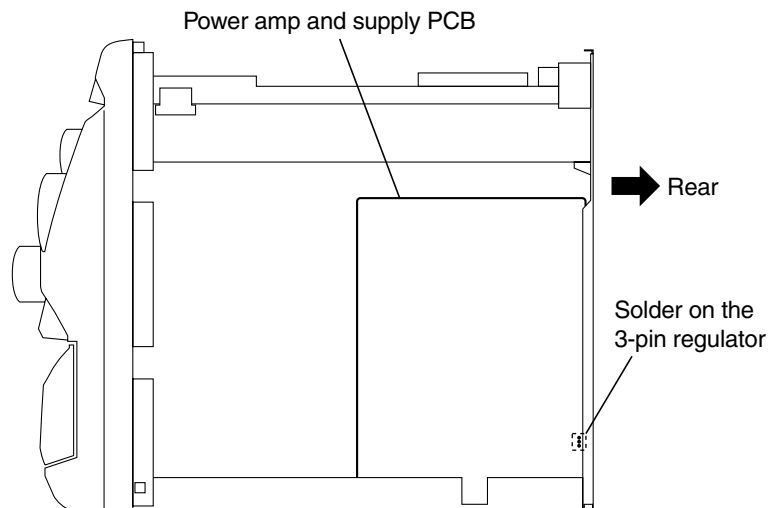 Power amp and supply PCB
Rear
Solder on the
3-pin regulator